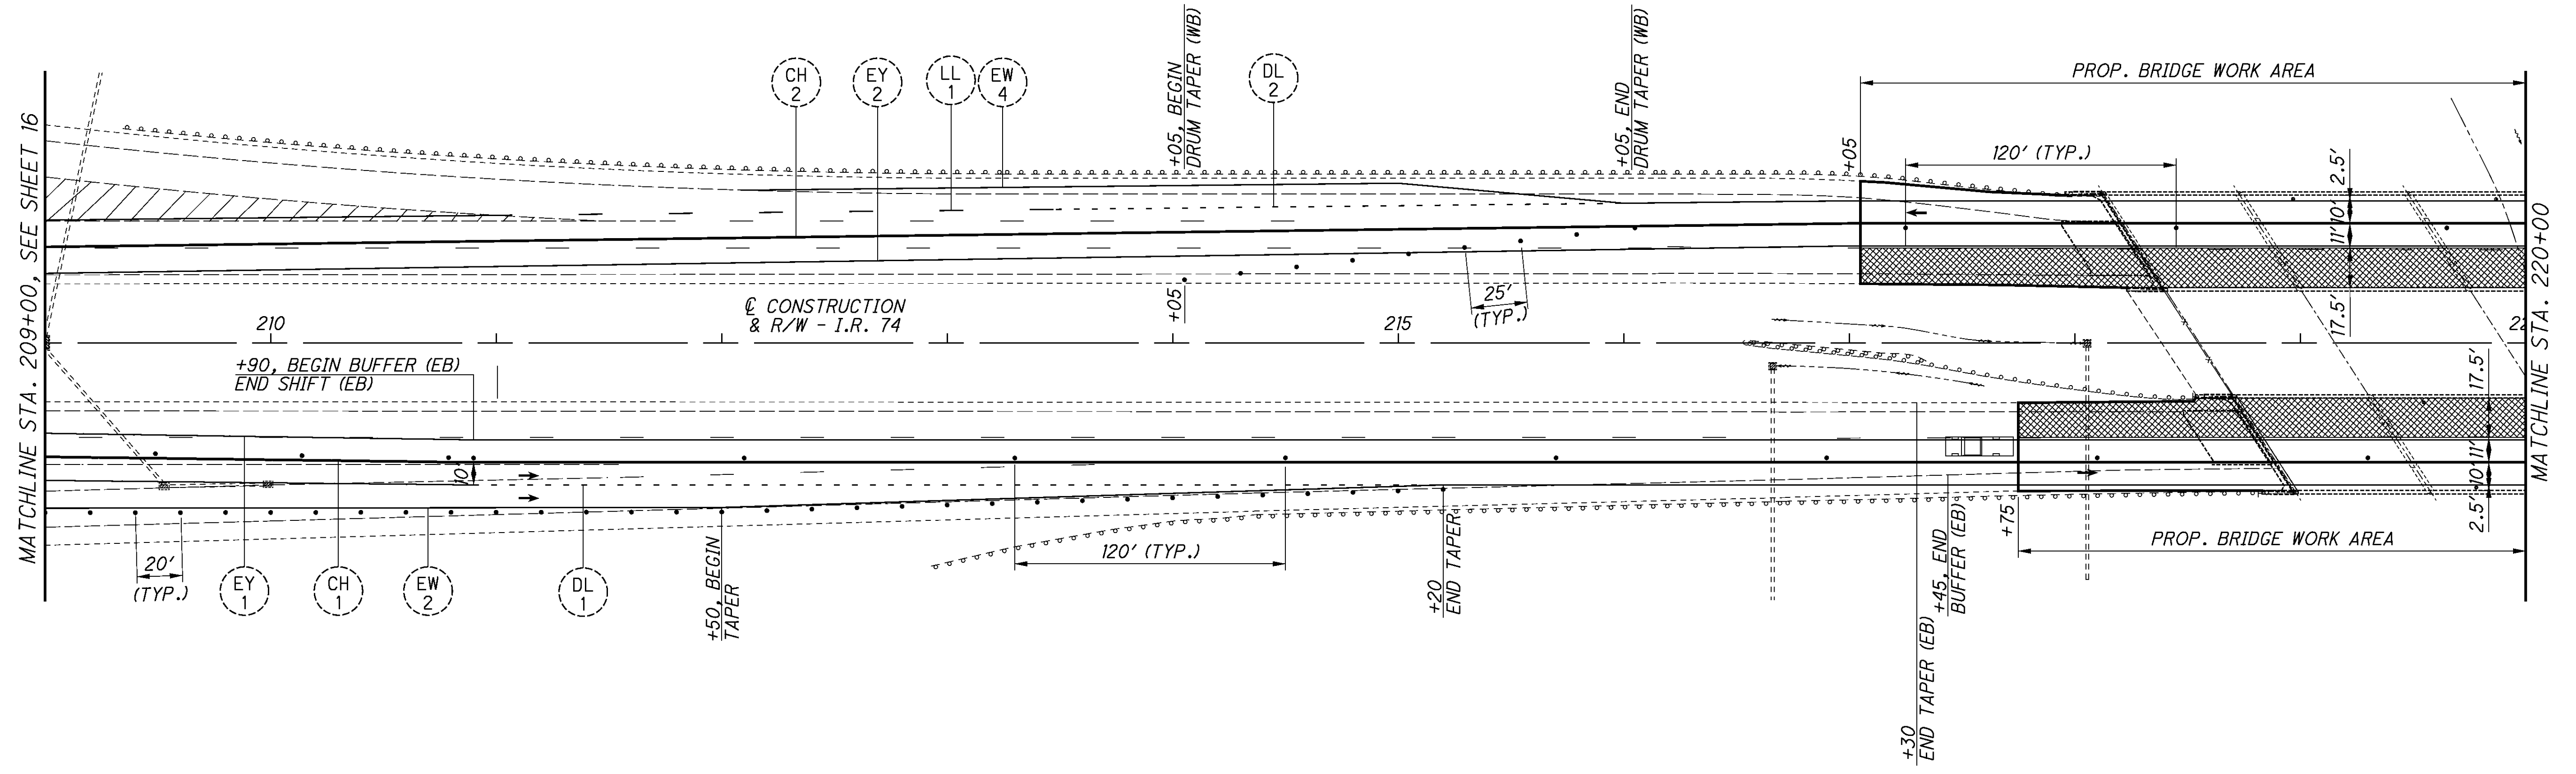 MATCHLINE STA. 209+00, SEE SHEET 16
CH
2
EY
2
LL
1
EW
4
+05, BEGIN
DRUM TAPER (WB)
DL
2
+05, END
DRUM TAPER (WB)
PROP. BRIDGE WORK AREA
+05
120' (TYP.)
2.5'
10'
11'
17.5'
25'
(TYP.)
+05
℄ CONSTRUCTION
& R/W - I.R. 74
210
215
22
+90, BEGIN BUFFER (EB)
END SHIFT (EB)
10'
17.5'
11'
10'
2.5'
20'
(TYP.)
EY
1
CH
1
EW
2
DL
1
+50, BEGIN
TAPER
120' (TYP.)
+20
END TAPER
+30
END TAPER (EB)
+45, END
BUFFER (EB)
+75
PROP. BRIDGE WORK AREA
MATCHLINE STA. 220+00